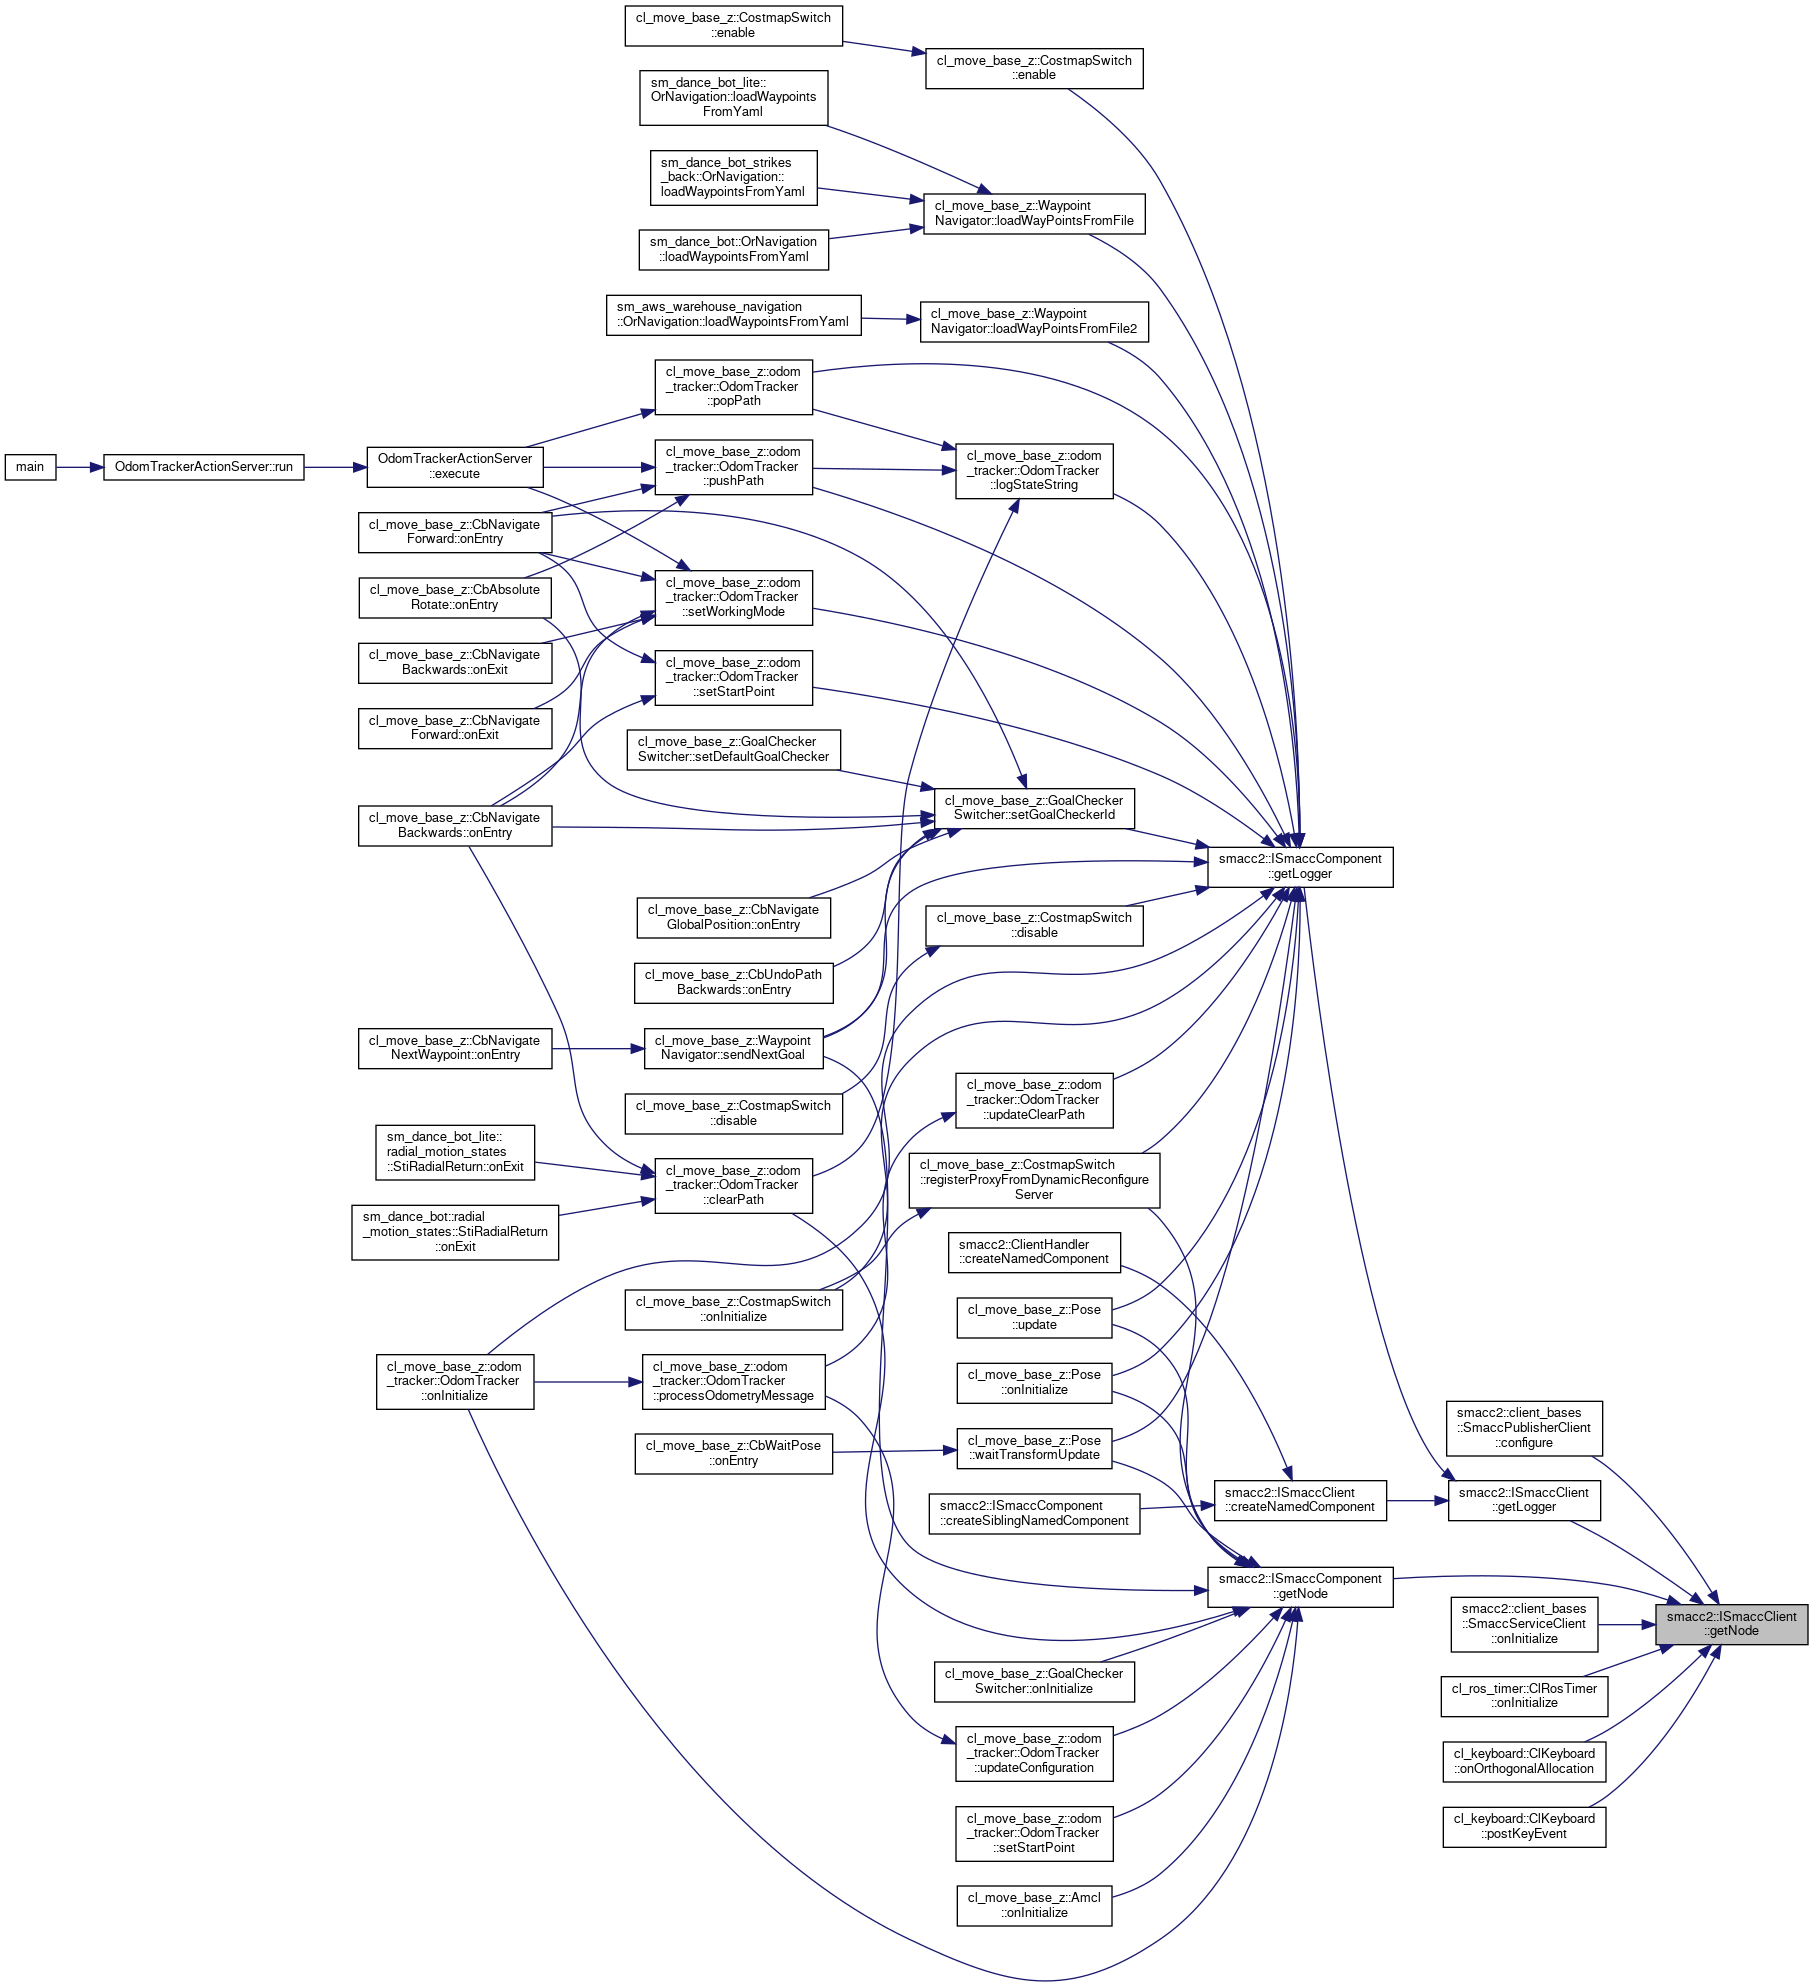 cl_move_base_z::CostmapSwitch
::enable
cl_move_base_z::CostmapSwitch
::enable
sm_dance_bot_lite::
OrNavigation::loadWaypoints
FromYaml
sm_dance_bot_strikes
_back::OrNavigation::
loadWaypointsFromYaml
cl_move_base_z::Waypoint
Navigator::loadWayPointsFromFile
sm_dance_bot::OrNavigation
::loadWaypointsFromYaml
sm_aws_warehouse_navigation
::OrNavigation::loadWaypointsFromYaml
cl_move_base_z::Waypoint
Navigator::loadWayPointsFromFile2
cl_move_base_z::odom
_tracker::OdomTracker
::popPath
main
OdomTrackerActionServer::run
OdomTrackerActionServer
::execute
cl_move_base_z::odom
_tracker::OdomTracker
::pushPath
cl_move_base_z::odom
_tracker::OdomTracker
::logStateString
cl_move_base_z::CbNavigate
Forward::onEntry
cl_move_base_z::CbAbsolute
Rotate::onEntry
cl_move_base_z::odom
_tracker::OdomTracker
::setWorkingMode
cl_move_base_z::CbNavigate
Backwards::onExit
cl_move_base_z::odom
_tracker::OdomTracker
::setStartPoint
cl_move_base_z::CbNavigate
Forward::onExit
cl_move_base_z::GoalChecker
Switcher::setDefaultGoalChecker
cl_move_base_z::GoalChecker
Switcher::setGoalCheckerId
cl_move_base_z::CbNavigate
Backwards::onEntry
smacc2::ISmaccComponent
::getLogger
cl_move_base_z::CbNavigate
GlobalPosition::onEntry
cl_move_base_z::CostmapSwitch
::disable
cl_move_base_z::CbUndoPath
Backwards::onEntry
cl_move_base_z::CbNavigate
NextWaypoint::onEntry
cl_move_base_z::Waypoint
Navigator::sendNextGoal
cl_move_base_z::CostmapSwitch
::disable
cl_move_base_z::odom
_tracker::OdomTracker
::updateClearPath
sm_dance_bot_lite::
radial_motion_states
::StiRadialReturn::onExit
cl_move_base_z::odom
_tracker::OdomTracker
::clearPath
cl_move_base_z::CostmapSwitch
::registerProxyFromDynamicReconfigure
Server
sm_dance_bot::radial
_motion_states::StiRadialReturn
::onExit
smacc2::ClientHandler
::createNamedComponent
cl_move_base_z::CostmapSwitch
::onInitialize
cl_move_base_z::Pose
::update
cl_move_base_z::odom
_tracker::OdomTracker
::onInitialize
cl_move_base_z::odom
_tracker::OdomTracker
::processOdometryMessage
cl_move_base_z::Pose
::onInitialize
cl_move_base_z::CbWaitPose
::onEntry
cl_move_base_z::Pose
::waitTransformUpdate
smacc2::client_bases
::SmaccPublisherClient
::configure
smacc2::ISmaccComponent
::createSiblingNamedComponent
smacc2::ISmaccClient
::createNamedComponent
smacc2::ISmaccClient
::getLogger
smacc2::ISmaccComponent
::getNode
smacc2::client_bases
::SmaccServiceClient
::onInitialize
smacc2::ISmaccClient
::getNode
cl_move_base_z::GoalChecker
Switcher::onInitialize
cl_ros_timer::ClRosTimer
::onInitialize
cl_move_base_z::odom
_tracker::OdomTracker
::updateConfiguration
cl_keyboard::ClKeyboard
::onOrthogonalAllocation
cl_move_base_z::odom
_tracker::OdomTracker
::setStartPoint
cl_keyboard::ClKeyboard
::postKeyEvent
cl_move_base_z::Amcl
::onInitialize